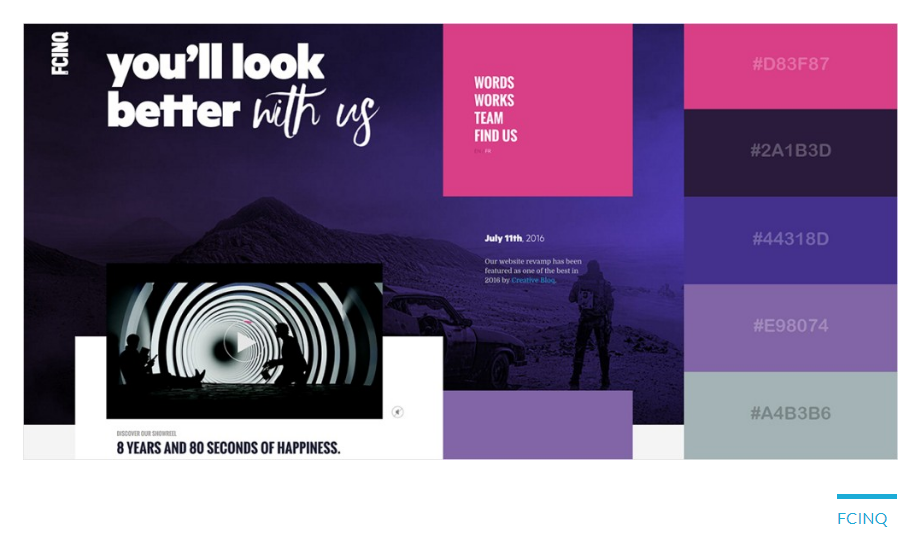 FCINQ
you'll look
better with us
WORDS
WORKS
TEAM
FIND US
FR
July 11th, 2016
Our website revamp has been
featured as one of the best in
2016 by Creative Bloq.
DISCOVER OUR SHOWREEL
8 YEARS AND 80 SECONDS OF HAPPINESS.
#D83F87
#2A1B3D
#44318D
#E98074
#A4B3B6
FCINQ